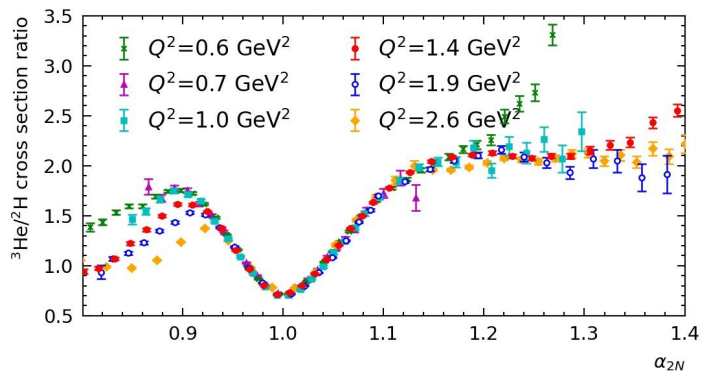 3.5
3.0
2.5
2.0
1.5
1.0
0.5
³He/²H cross section ratio
Q²=0.6 GeV²
Q²=0.7 GeV²
Q²=1.0 GeV²
Q²=1.4 GeV²
Q²=1.9 GeV²
Q²=2.6 GeV²
0.9
1.0
1.1
1.2
1.3
1.4
α₂N